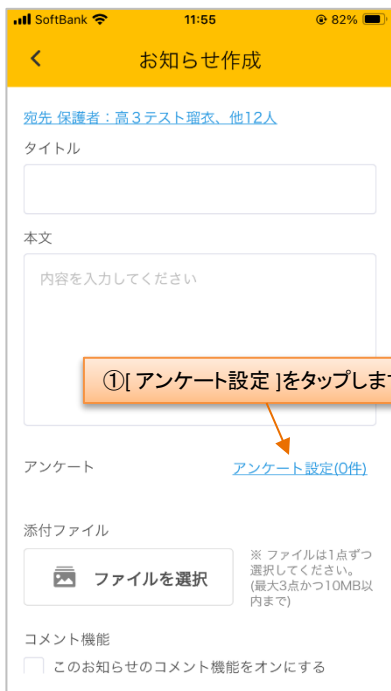 SoftBank 11:55 82%
お知らせ作成
宛先 保護者：高３テスト瑠衣、他12人
タイトル
本文
内容を入力してください
①[ アンケート設定 ]をタップしま
アンケート アンケート設定(0件)
添付ファイル
ファイルを選択
※ ファイルは1点ずつ
選択してください。
(最大3点かつ10MB以
内まで)
コメント機能
このお知らせのコメント機能をオンにする